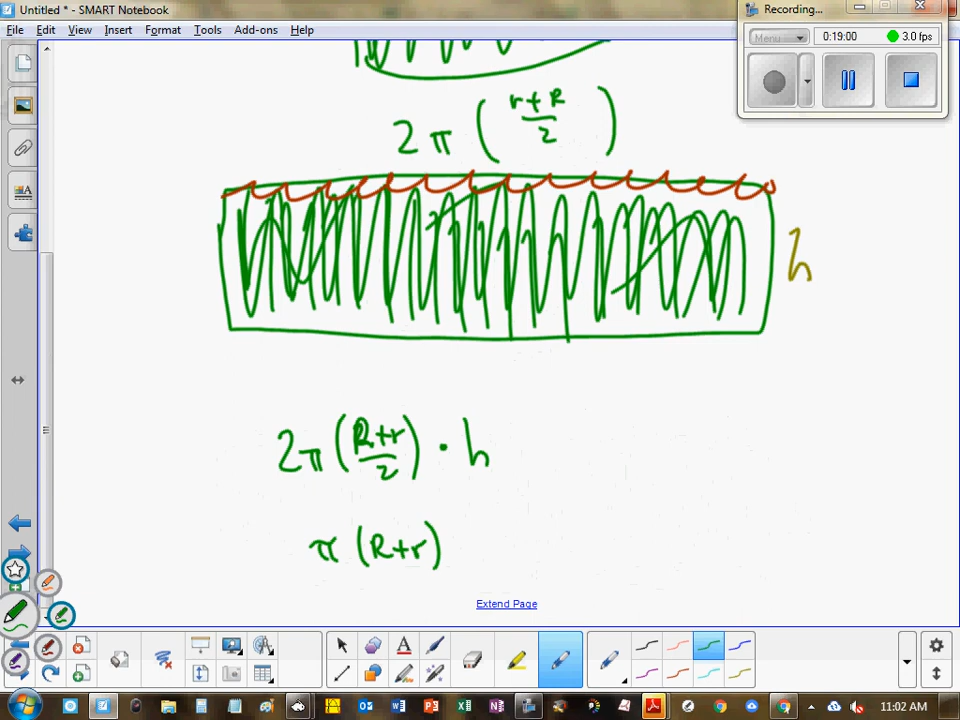 Untitled * - SMART Notebook
Recording...
File Edit View Insert Format Tools Add-ons Help
Menu
0:19:00
3.0 fps
2π (r+R/2)
h
2π (R+r/2) · h
π (R+r)
Extend Page
11:02 AM